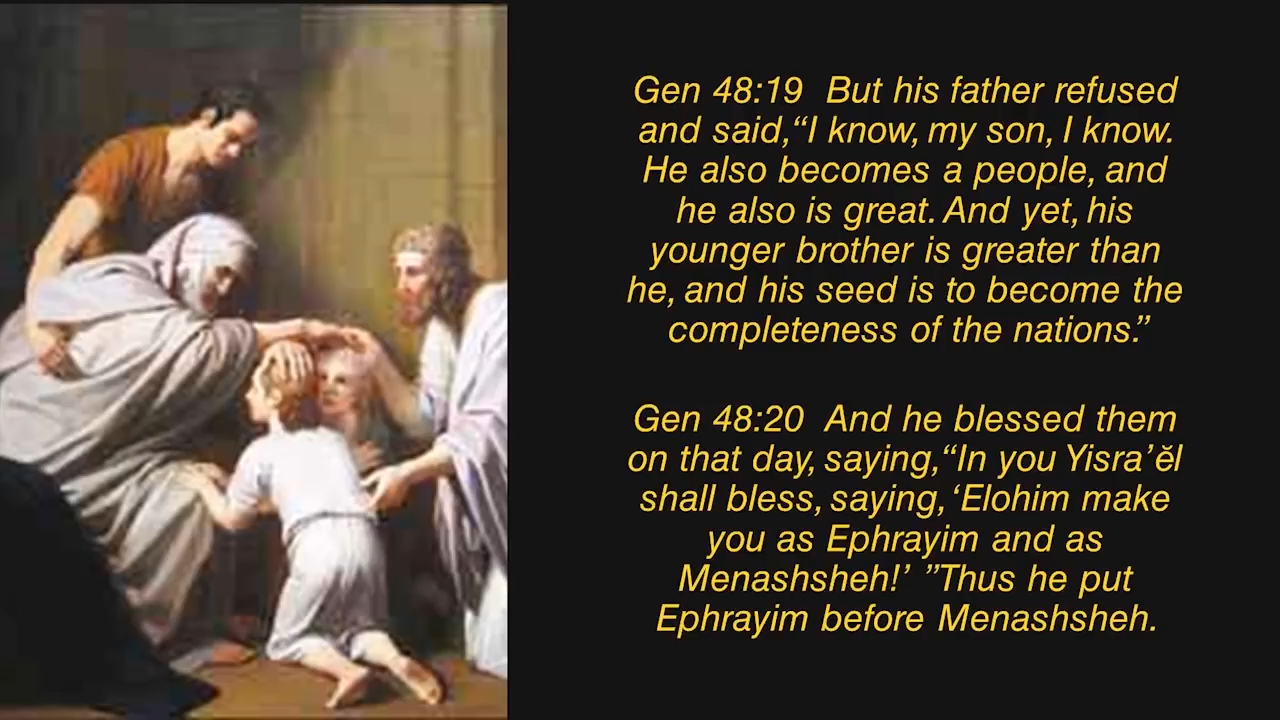 Gen 48:19  But his father refused
and said,“I know, my son, I know.
He also becomes a people, and
he also is great. And yet, his
younger brother is greater than
he, and his seed is to become the
completeness of the nations.”
Gen 48:20  And he blessed them
on that day, saying,“In you Yisra’ĕl
shall bless, saying, ‘Elohim make
you as Ephrayim and as
Menashsheh!’ ”Thus he put
Ephrayim before Menashsheh.